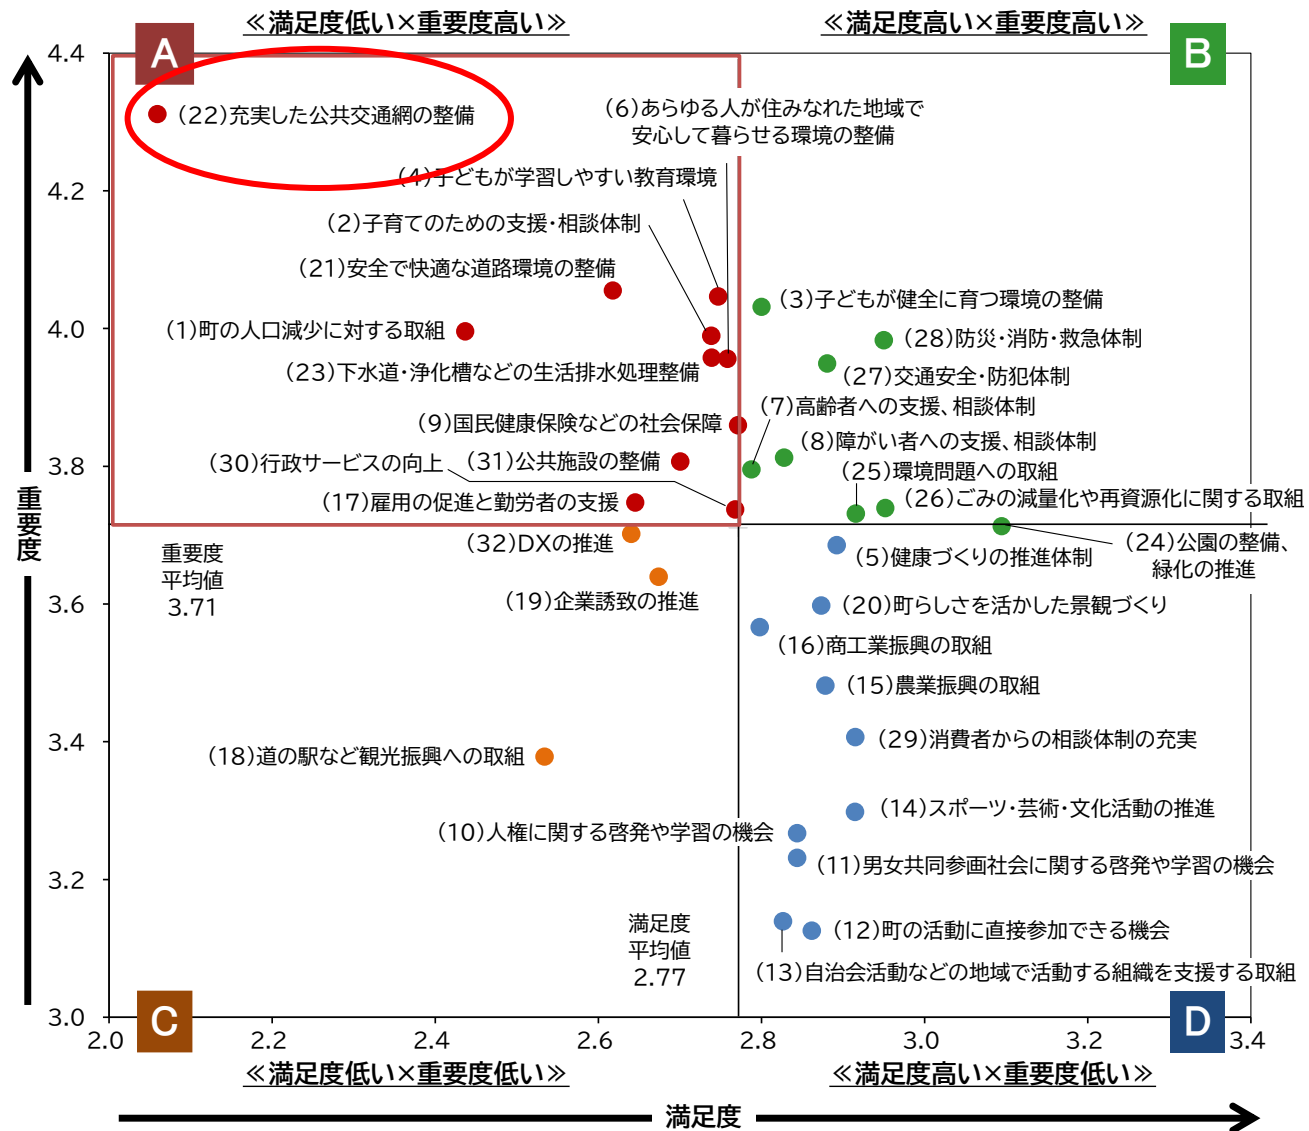 ≪満足度低い×重要度高い≫
≪満足度高い×重要度高い≫
A
B
4.4
(22)充実した公共交通網の整備
(6)あらゆる人が住みなれた地域で
安心して暮らせる環境の整備
4.2
(4)子どもが学習しやすい教育環境
(2)子育てのための支援・相談体制
(21)安全で快適な道路環境の整備
(3)子どもが健全に育つ環境の整備
4.0
(1)町の人口減少に対する取組
(28)防災・消防・救急体制
(23)下水道・浄化槽などの生活排水処理整備
(27)交通安全・防犯体制
(7)高齢者への支援、相談体制
(9)国民健康保険などの社会保障
(8)障がい者への支援、相談体制
3.8
(30)行政サービスの向上
(31)公共施設の整備
(25)環境問題への取組
(17)雇用の促進と勤労者の支援
(26)ごみの減量化や再資源化に関する取組
重要度
(32)DXの推進
(24)公園の整備、
緑化の推進
重要度
平均値
3.71
(5)健康づくりの推進体制
3.6
(19)企業誘致の推進
(20)町らしさを活かした景観づくり
(16)商工業振興の取組
(15)農業振興の取組
3.4
(29)消費者からの相談体制の充実
(18)道の駅など観光振興への取組
(14)スポーツ・芸術・文化活動の推進
(10)人権に関する啓発や学習の機会
(11)男女共同参画社会に関する啓発や学習の機会
3.2
満足度
平均値
2.77
(12)町の活動に直接参加できる機会
(13)自治会活動などの地域で活動する組織を支援する取組
3.0
C
D
2.0
2.2
2.4
2.6
2.8
3.0
3.2
3.4
≪満足度低い×重要度低い≫
≪満足度高い×重要度低い≫
満足度